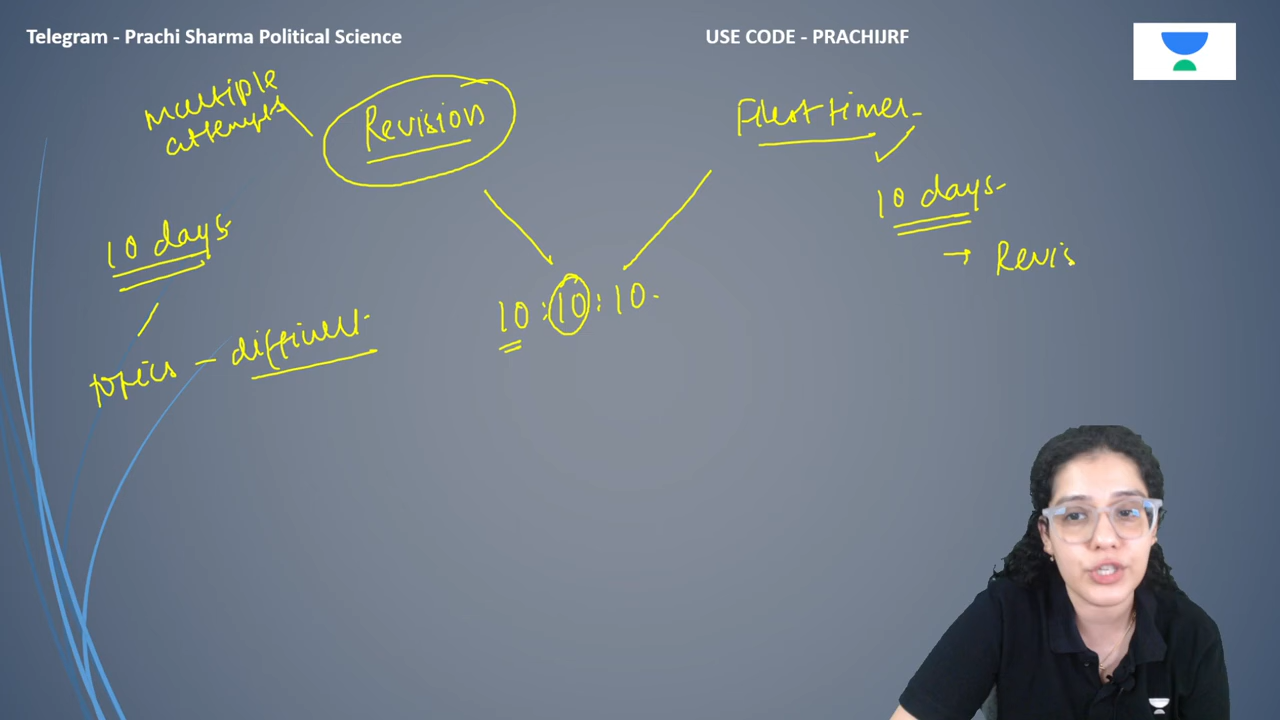 Telegram - Prachi Sharma Political Science
USE CODE - PRACHIJRF
multiple
attempts
Revision
First timer
10 days
10 days
→ Revis
10 : 10 : 10
topics - difficult